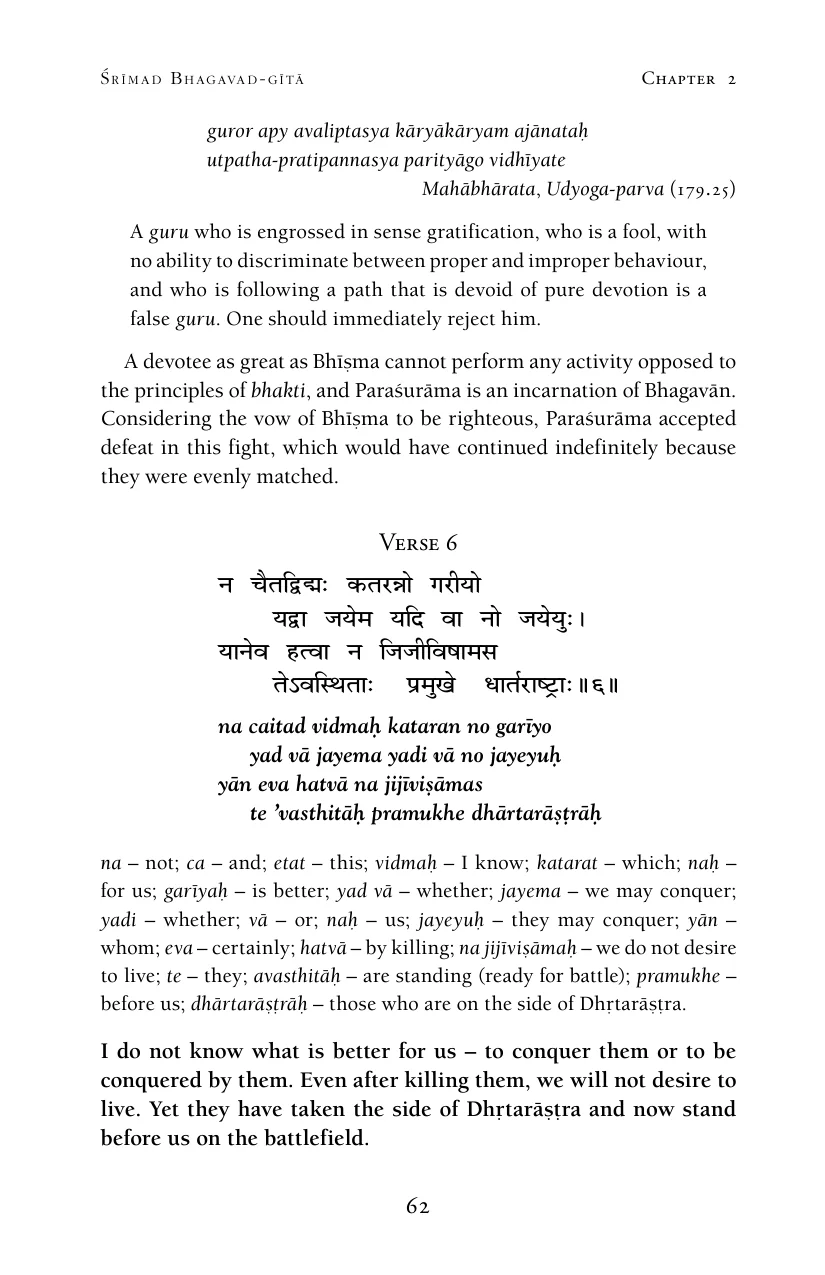 Śrīmad Bhagavad-gītā Chapter 2
guror apy avaliptasya kāryākāryam ajānataḥ
utpatha-pratipannasya parityāgo vidhīyate
Mahābhārata, Udyoga-parva (179.25)
A guru who is engrossed in sense gratification, who is a fool, with
no ability to discriminate between proper and improper behaviour,
and who is following a path that is devoid of pure devotion is a
false guru. One should immediately reject him.
A devotee as great as Bhīṣma cannot perform any activity opposed to
the principles of bhakti, and Paraśurāma is an incarnation of Bhagavān.
Considering the vow of Bhīṣma to be righteous, Paraśurāma accepted
defeat in this fight, which would have continued indefinitely because
they were evenly matched.
Verse 6
न चैतद्विद्मः कतरन्नो गरीयो
यद्वा जयेम यदि वा नो जयेयुः।
यानेव हत्वा न जिजीविषामस
तेऽवस्थिताः प्रमुखे धार्तराष्ट्राः॥६॥
na caitad vidmaḥ kataran no garīyo
yad vā jayema yadi vā no jayeyuḥ
yān eva hatvā na jijīviṣāmas
te ’vasthitāḥ pramukhe dhārtarāṣṭrāḥ
na – not; ca – and; etat – this; vidmaḥ – I know; katarat – which; naḥ –
for us; garīyaḥ – is better; yad vā – whether; jayema – we may conquer;
yadi – whether; vā – or; naḥ – us; jayeyuḥ – they may conquer; yān –
whom; eva – certainly; hatvā – by killing; na jijīviṣāmaḥ – we do not desire
to live; te – they; avasthitāḥ – are standing (ready for battle); pramukhe –
before us; dhārtarāṣṭrāḥ – those who are on the side of Dhṛtarāṣṭra.
I do not know what is better for us – to conquer them or to be
conquered by them. Even after killing them, we will not desire to
live. Yet they have taken the side of Dhṛtarāṣṭra and now stand
before us on the battlefield.
62